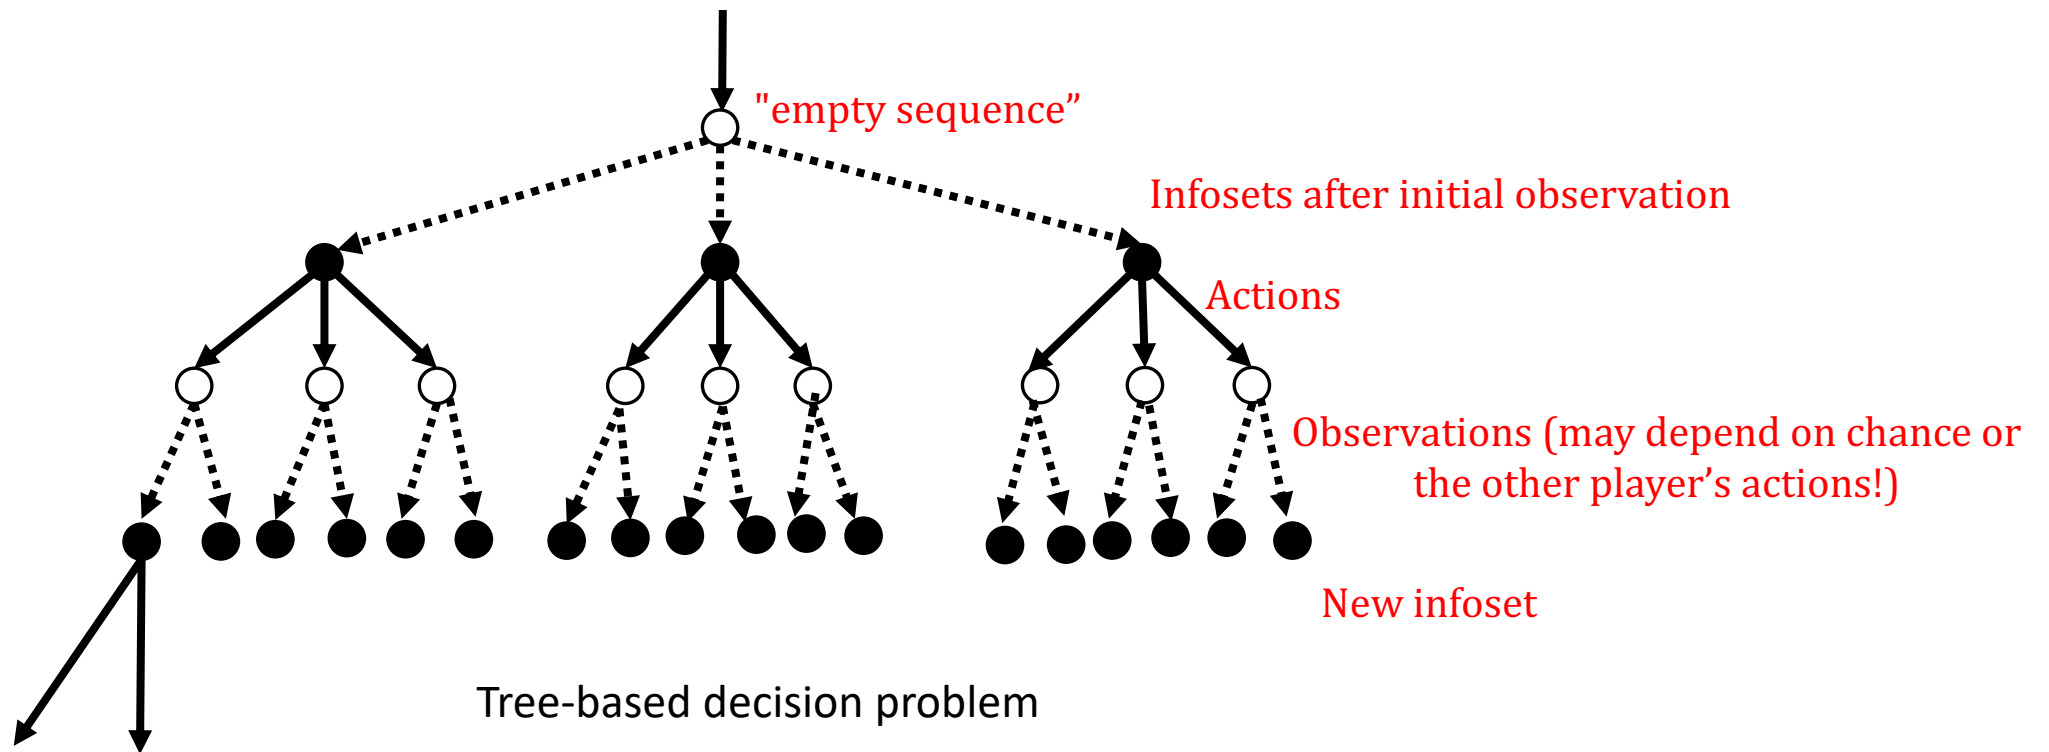 "empty sequence”
Infosets after initial observation
Actions
Observations (may depend on chance or
the other player’s actions!)
New infoset
Tree-based decision problem